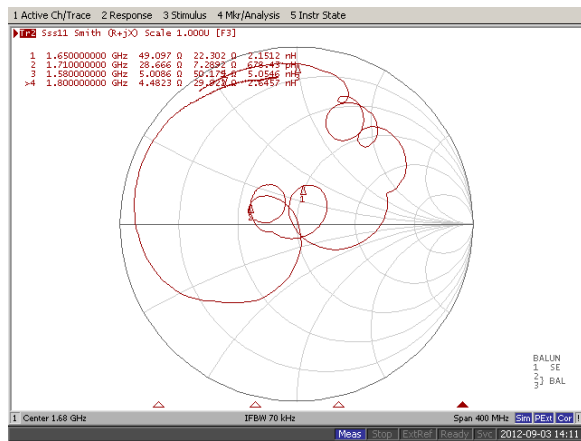 1 Active Ch/Trace 2 Response 3 Stimulus 4 Mkr/Analysis 5 Instr State
Tr2 Sss11 Smith (R+jX) Scale 1.000U [F3]
1 1.650000000 GHz 49.097 Ω 22.302 Ω 2.1512 nH
2 1.710000000 GHz 28.666 Ω 7.2892 Ω 678.43 pH
3 1.580000000 GHz 5.0086 Ω 50.179 Ω 5.0546 nH
>4 1.800000000 GHz 4.4823 Ω 29.922 Ω 2.6457 nH
3
1
2
BALUN
1 SE
2
3 ] BAL
1 Center 1.68 GHz IFBW 70 kHz Span 400 MHz Sim PExt Cor !
Meas Stop ExtRef Ready Svc 2012-09-03 14:11